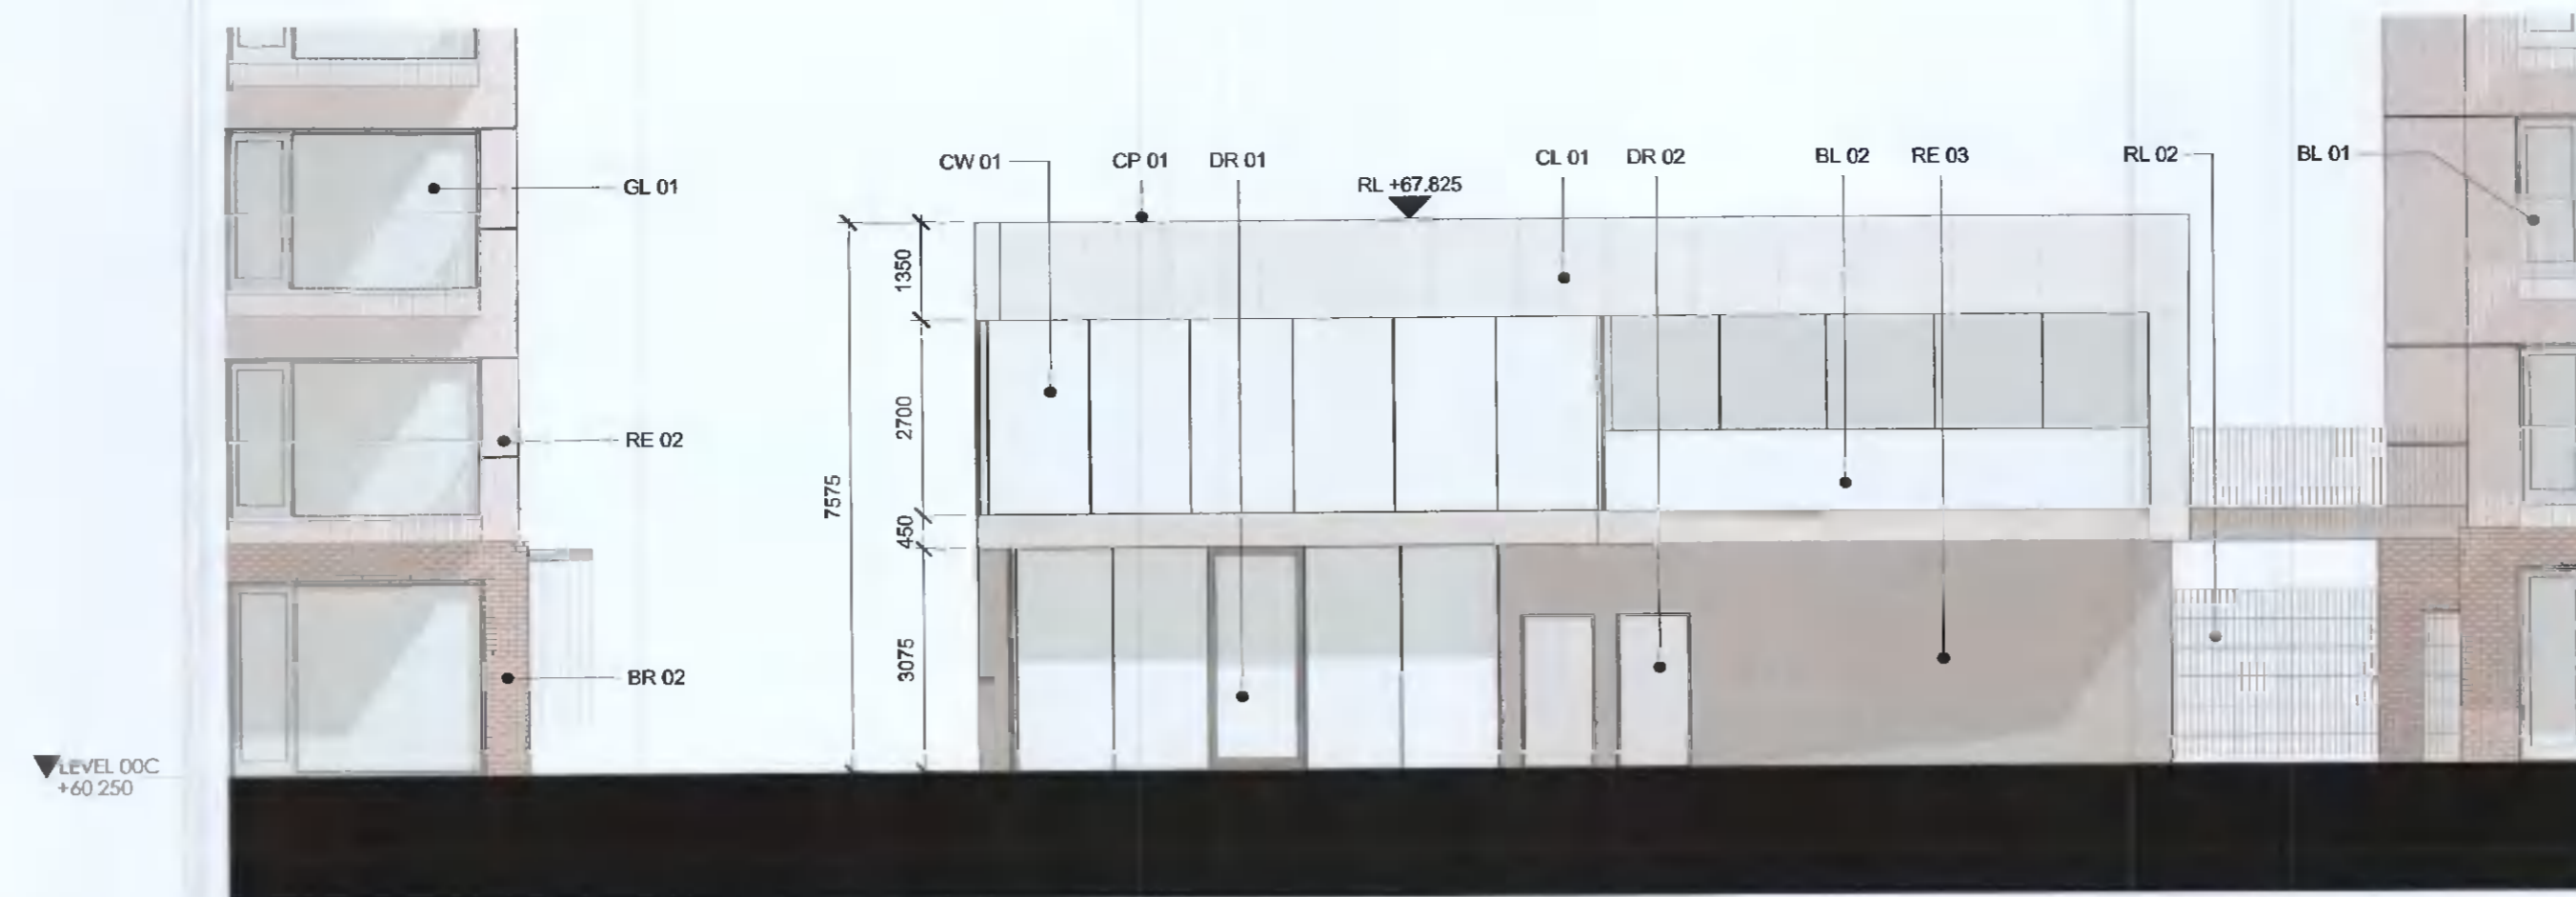 CW 01
CP 01
DR 01
RL +67.825
CL 01
DR 02
BL 02
RE 03
RL 02
BL 01
GL 01
RE 02
BR 02
1350
2700
450
3075
7575
LEVEL 00C
+60 250